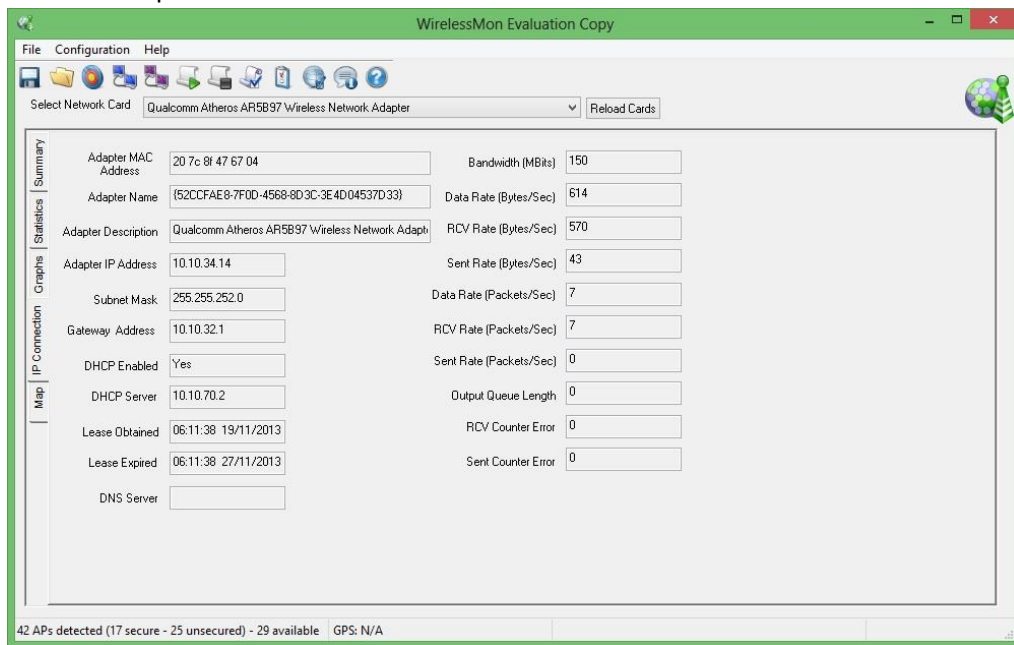 WirelessMon Evaluation Copy
File Configuration Help
Select Network Card Qualcomm Atheros AR5B97 Wireless Network Adapter Reload Cards
Summary
Statistics
Graphs
IP Connection
Map
Adapter MAC
Address
20 7c 8f 47 67 04
Adapter Name {52CCFAE8-7F0D-4568-8D3C-3E4D04537D33}
Adapter Description Qualcomm Atheros AR5B97 Wireless Network Adapt
Adapter IP Address 10.10.34.14
Subnet Mask 255.255.252.0
Gateway Address 10.10.32.1
DHCP Enabled Yes
DHCP Server 10.10.70.2
Lease Obtained 06:11:38 19/11/2013
Lease Expired 06:11:38 27/11/2013
DNS Server
Bandwidth (MBits) 150
Data Rate (Bytes/Sec) 614
RCV Rate (Bytes/Sec) 570
Sent Rate (Bytes/Sec) 43
Data Rate (Packets/Sec) 7
RCV Rate (Packets/Sec) 7
Sent Rate (Packets/Sec) 0
Output Queue Length 0
RCV Counter Error 0
Sent Counter Error 0
42 APs detected (17 secure - 25 unsecured) - 29 available GPS: N/A